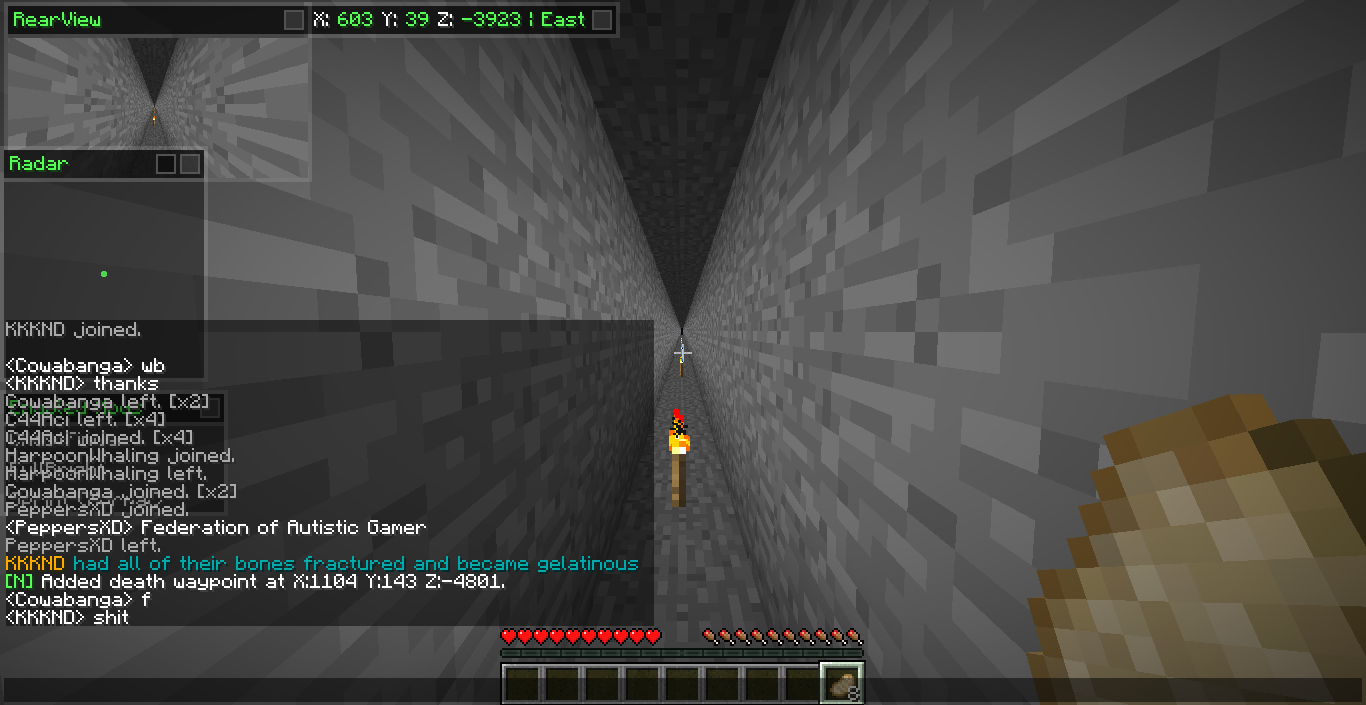 RearView
X: 603 Y: 39 Z: -3923 | East
Radar
KKKND joined.
<Cowabanga> wb
<KKKND> thanks
Cowabanga left. [x2]
C44Aci left. [x4]
C44Aci joined. [x4]
HarpoonWhaling joined.
HarpoonWhaling left.
Cowabanga joined. [x2]
PeppersXD joined.
<PeppersXD> Federation of Autistic Gamer
PeppersXD left.
KKKND had all of their bones fractured and became gelatinous
[N] Added death waypoint at X:1104 Y:143 Z:-4801.
<Cowabanga> f
<KKKND> shit
8